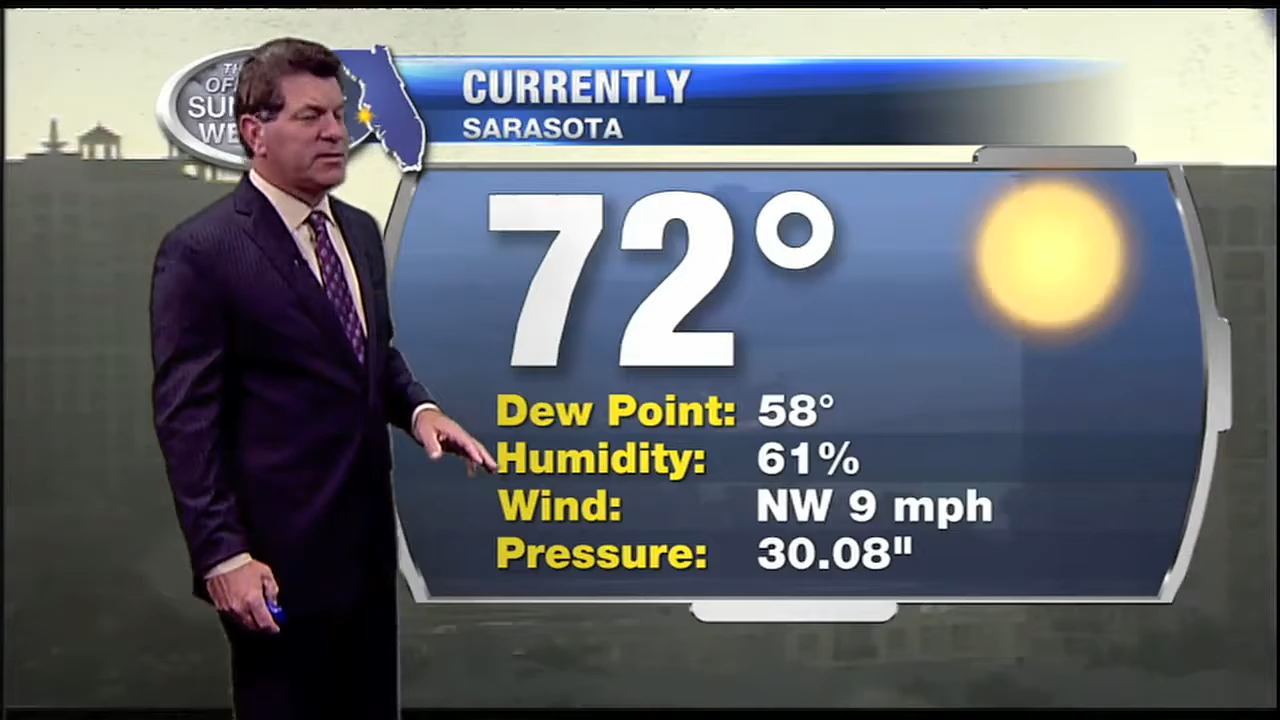 CURRENTLY
SARASOTA
72°
Dew Point: 58°
Humidity: 61%
Wind: NW 9 mph
Pressure: 30.08"